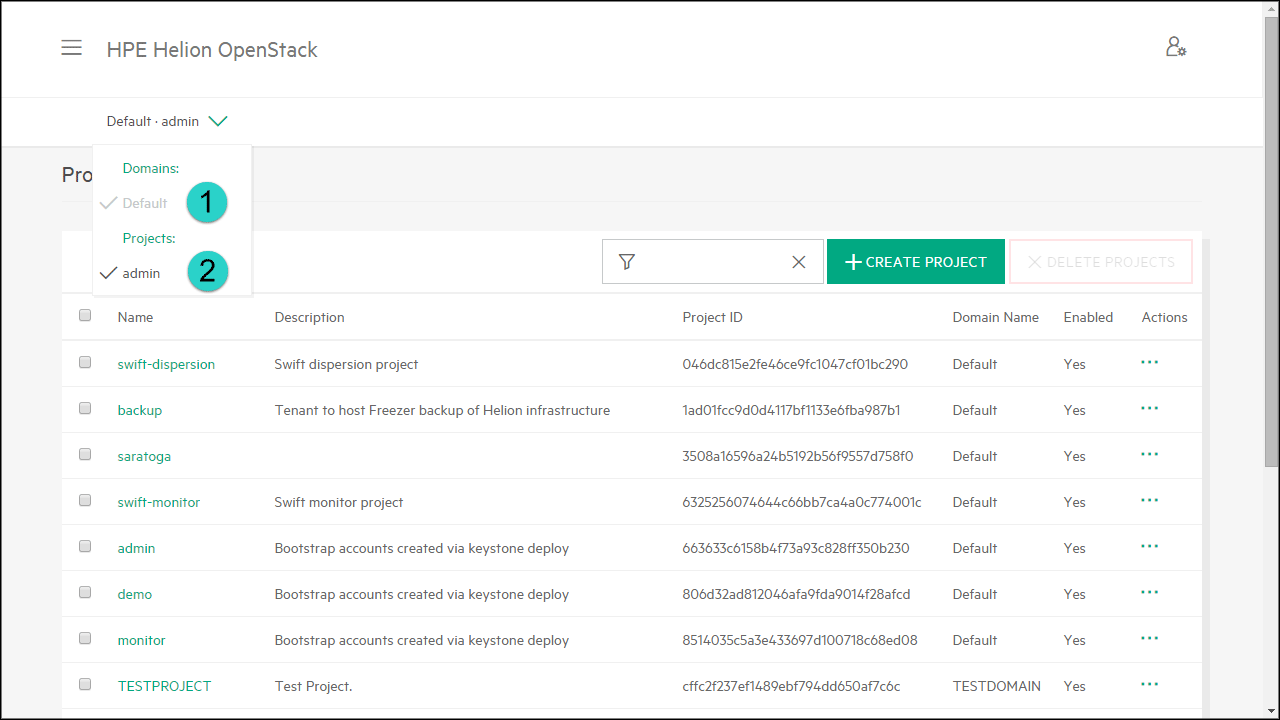 HPE Helion OpenStack
Default · admin
Pro
Domains:
Default 1
Projects:
admin 2
CREATE PROJECT DELETE PROJECTS
Name Description Project ID Domain Name Enabled Actions
swift-dispersion Swift dispersion project 046dc815e2fe46ce9fc1047cf01bc290 Default Yes
backup Tenant to host Freezer backup of Helion infrastructure 1ad01fcc9d0d4117bf1133e6fba987b1 Default Yes
saratoga 3508a16596a24b5192b56f9557d758f0 Default Yes
swift-monitor Swift monitor project 6325256074644c66bb7ca4a0c774001c Default Yes
admin Bootstrap accounts created via keystone deploy 663633c6158b4f73a93c828ff350b230 Default Yes
demo Bootstrap accounts created via keystone deploy 806d32ad812046afa9fda9014f28afcd Default Yes
monitor Bootstrap accounts created via keystone deploy 8514035c5a3e433697d100718c68ed08 Default Yes
TESTPROJECT Test Project. cffc2f237ef1489ebf794dd650af7c6c TESTDOMAIN Yes